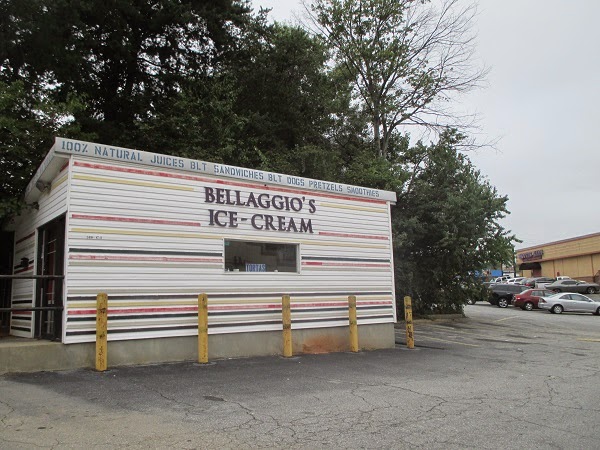 100% NATURAL JUICES BLT SANDWICHES BLT DOGS PRETZELS SMOOTHIES
BELLAGGIO'S
ICE-CREAM